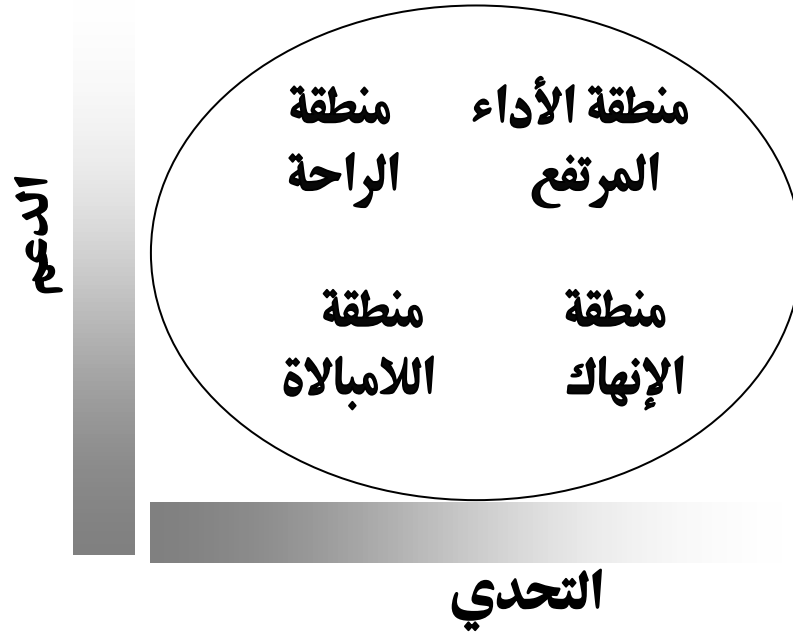 منطقة الأداء
المرتفع
منطقة
الراحة
منطقة
الإنهاك
منطقة
اللامبالاة
الدعم
التحدي